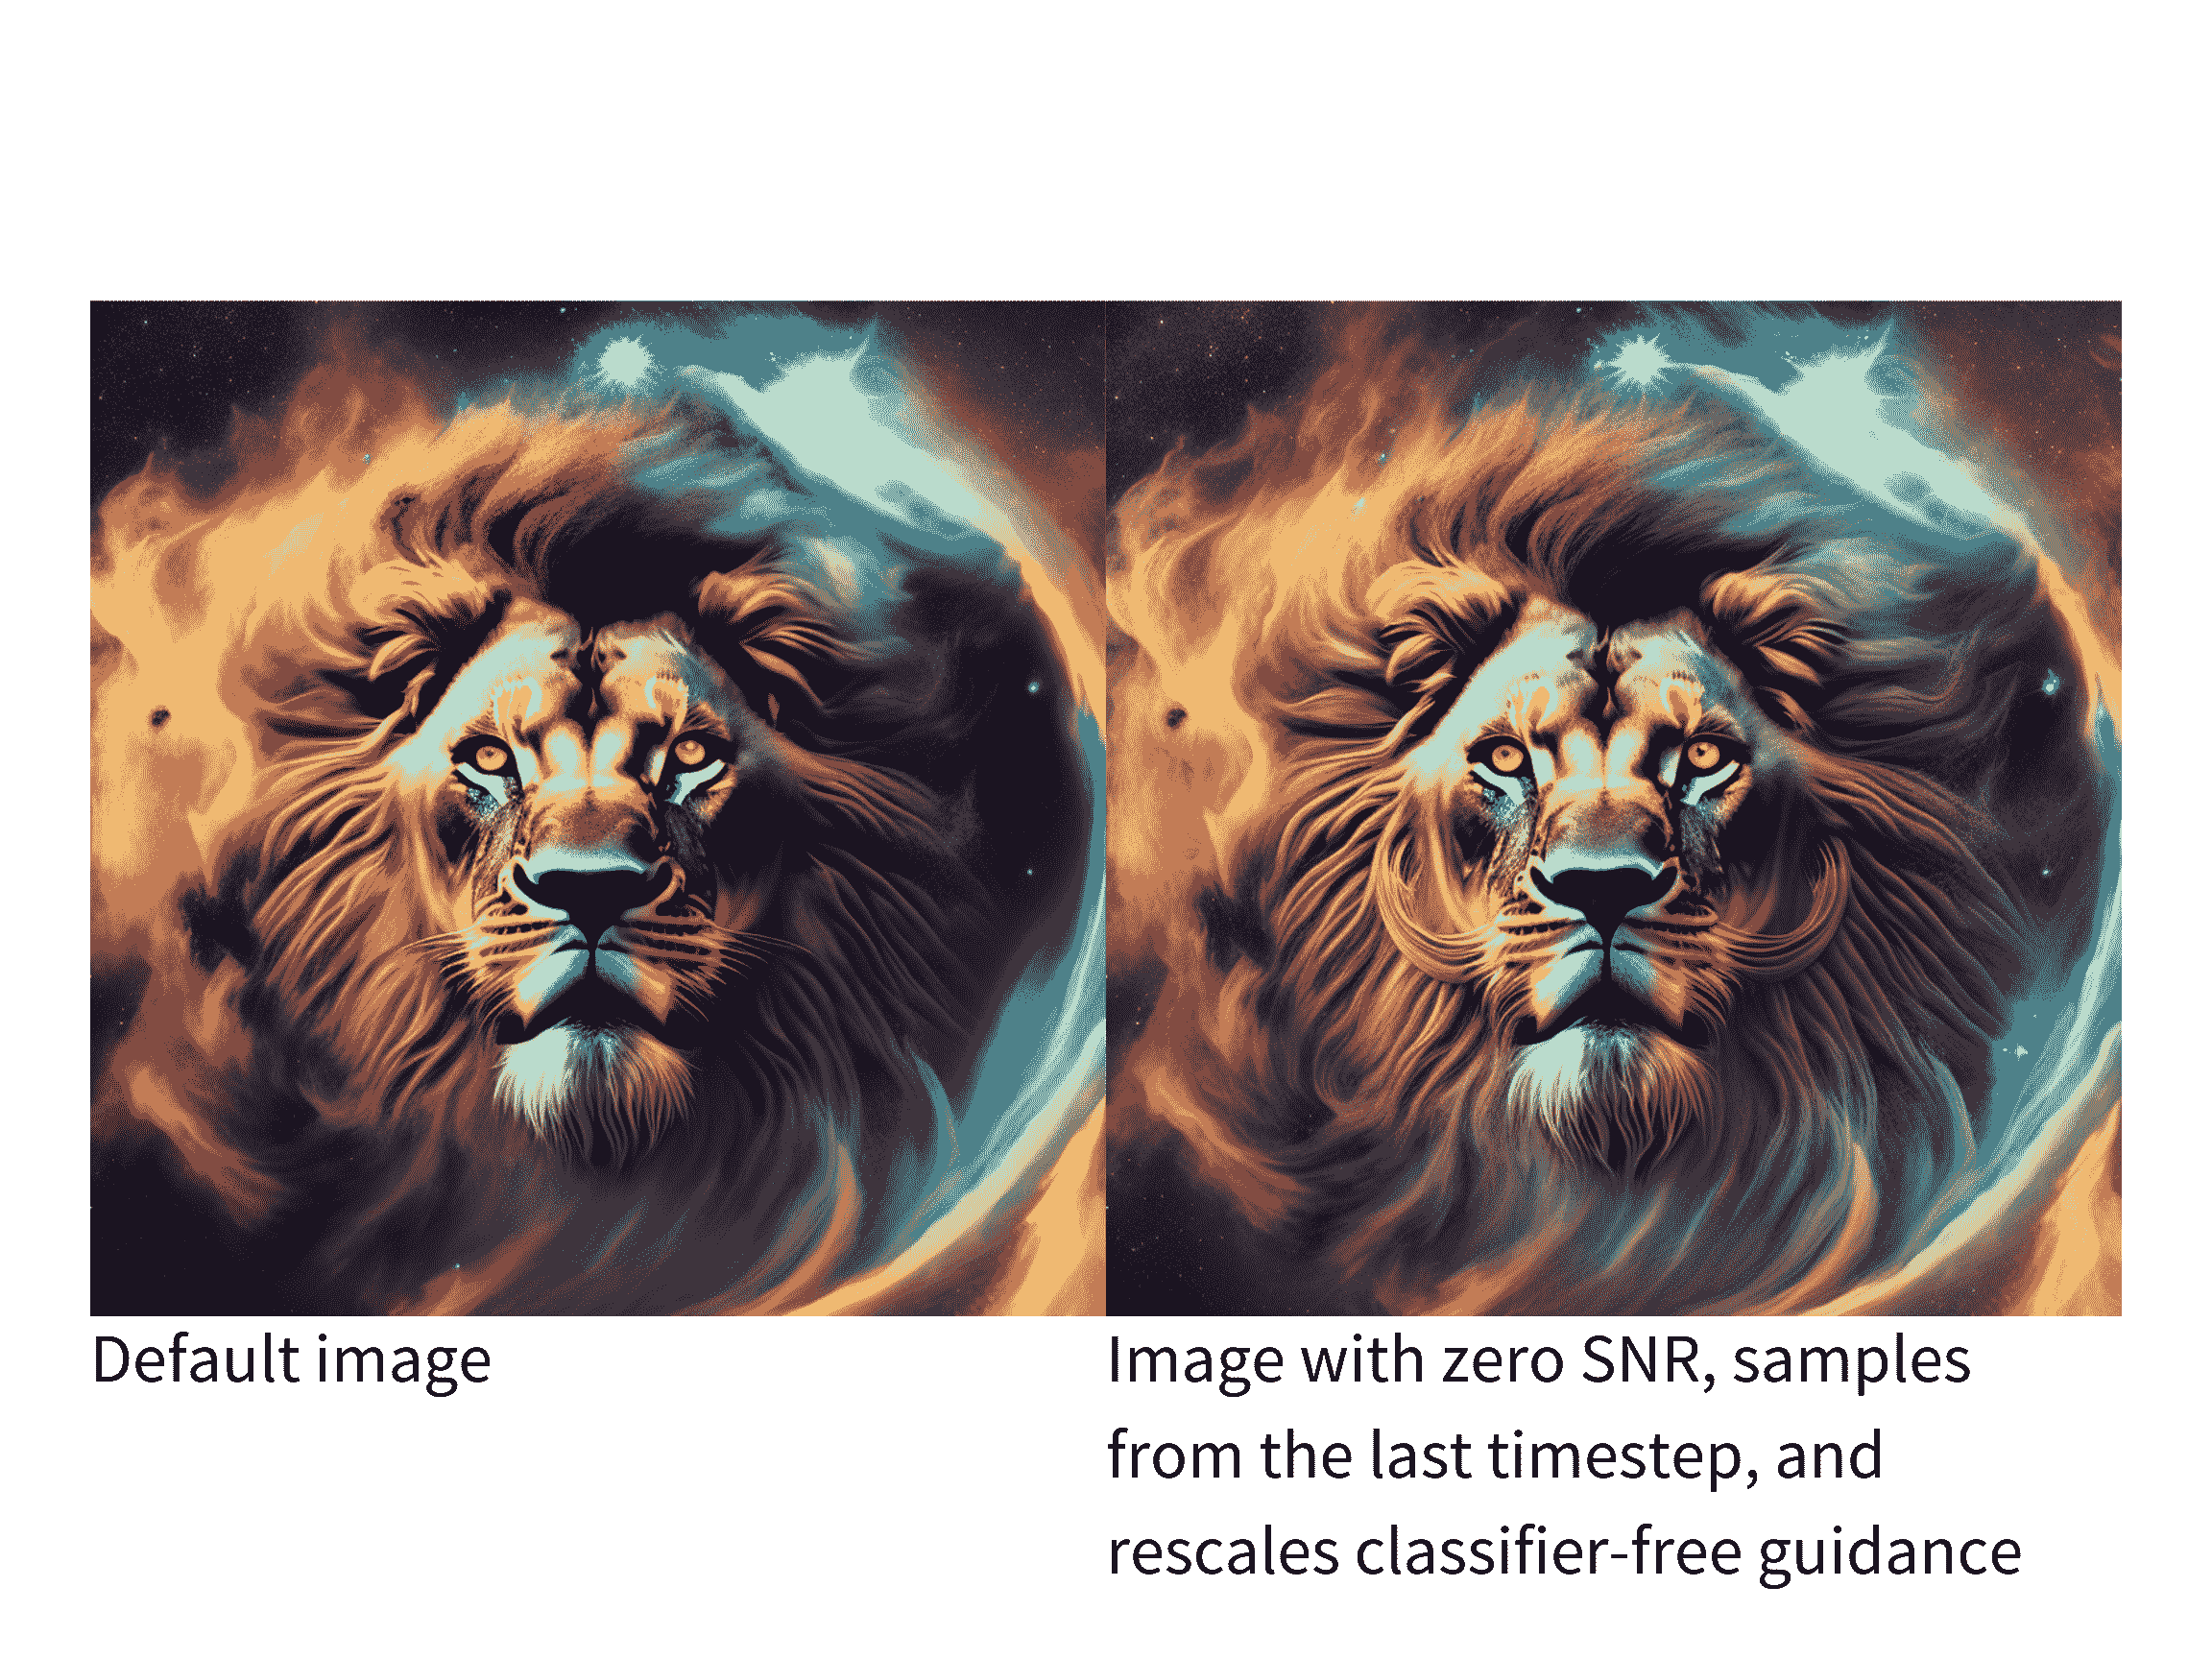 Default image
Image with zero SNR, samples
from the last timestep, and
rescales classifier-free guidance